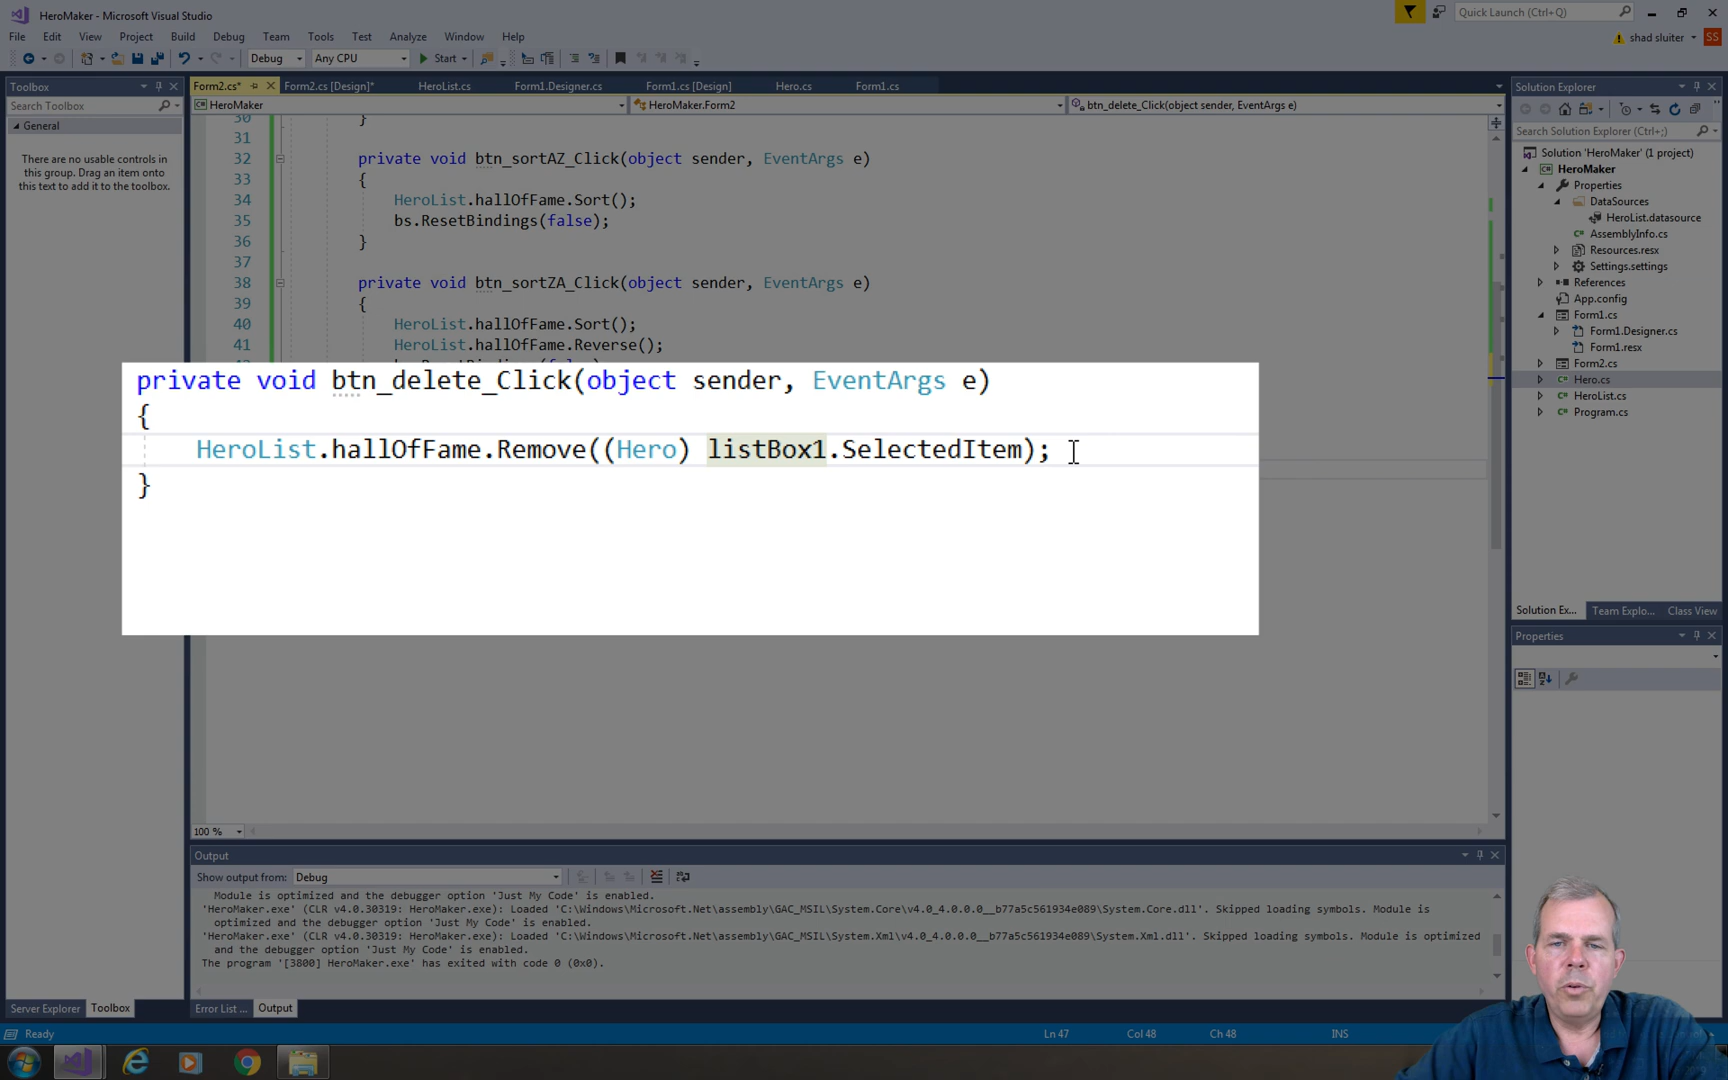 HeroMaker - Microsoft Visual Studio
Quick Launch (Ctrl+Q)
File Edit View Project Build Debug Team Tools Test Analyze Window Help
shad sluiter SS
Debug Any CPU Start
Toolbox
Search Toolbox
General
There are no usable controls in
this group. Drag an item onto
this text to add it to the toolbox.
Form2.cs* Form2.cs [Design]* HeroList.cs Form1.Designer.cs Form1.cs [Design] Hero.cs Form1.cs
HeroMaker HeroMaker.Form2 btn_delete_Click(object sender, EventArgs e)
30 }
31
32 private void btn_sortAZ_Click(object sender, EventArgs e)
33 {
34 HeroList.hallOfFame.Sort();
35 bs.ResetBindings(false);
36 }
37
38 private void btn_sortZA_Click(object sender, EventArgs e)
39 {
40 HeroList.hallOfFame.Sort();
41 HeroList.hallOfFame.Reverse();
private void btn_delete_Click(object sender, EventArgs e)
{
HeroList.hallOfFame.Remove((Hero) listBox1.SelectedItem);
}
100 %
Solution Explorer
Search Solution Explorer (Ctrl+;)
Solution 'HeroMaker' (1 project)
HeroMaker
Properties
DataSources
HeroList.datasource
AssemblyInfo.cs
Resources.resx
Settings.settings
References
App.config
Form1.cs
Form1.Designer.cs
Form1.resx
Form2.cs
Hero.cs
HeroList.cs
Program.cs
Solution Ex... Team Explo... Class View
Properties
Output
Show output from: Debug
Module is optimized and the debugger option 'Just My Code' is enabled.
'HeroMaker.exe' (CLR v4.0.30319: HeroMaker.exe): Loaded 'C:\Windows\Microsoft.Net\assembly\GAC_MSIL\System.Core\v4.0_4.0.0.0__b77a5c561934e089\System.Core.dll'. Skipped loading symbols. Module is
optimized and the debugger option 'Just My Code' is enabled.
'HeroMaker.exe' (CLR v4.0.30319: HeroMaker.exe): Loaded 'C:\Windows\Microsoft.Net\assembly\GAC_MSIL\System.Xml\v4.0_4.0.0.0__b77a5c561934e089\System.Xml.dll'. Skipped loading symbols. Module is optimized
and the debugger option 'Just My Code' is enabled.
The program '[3800] HeroMaker.exe' has exited with code 0 (0x0).
Server Explorer Toolbox Error List ... Output
Ready Ln 47 Col 48 Ch 48 INS